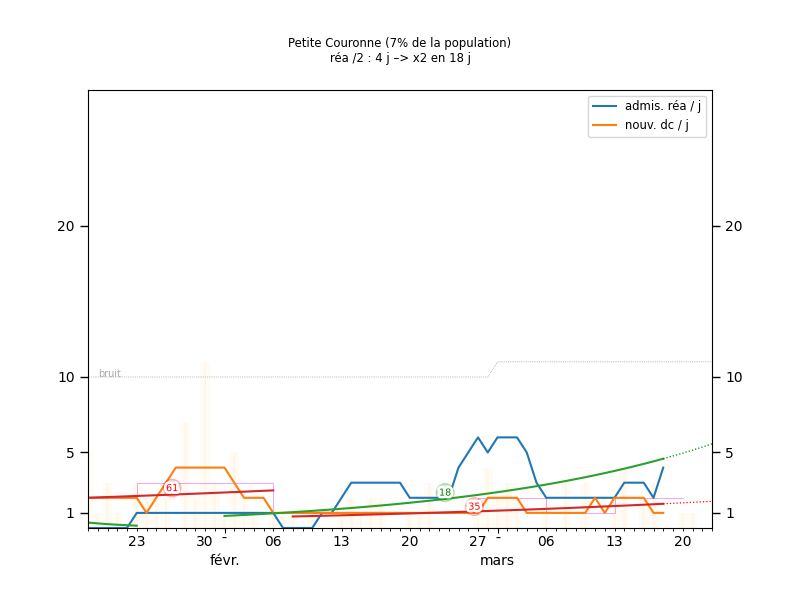 Petite Couronne (7% de la population)
réa /2 : 4 j –> x2 en 18 j
admis. réa / j
nouv. dc / j
20
20
bruit
10
10
5
5
61
18
35
1
1
23
30
06
13
20
27
06
13
20
févr.
mars